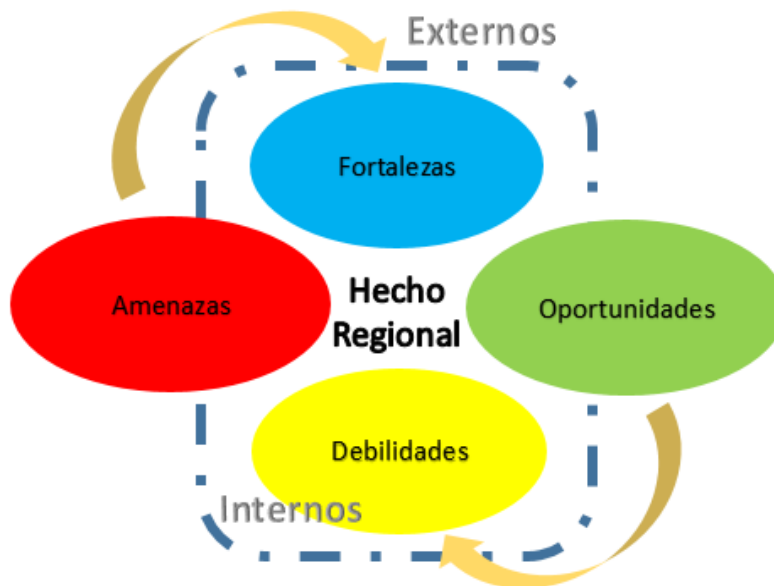 Externos
Fortalezas
Amenazas
Hecho
Regional
Oportunidades
Debilidades
Internos